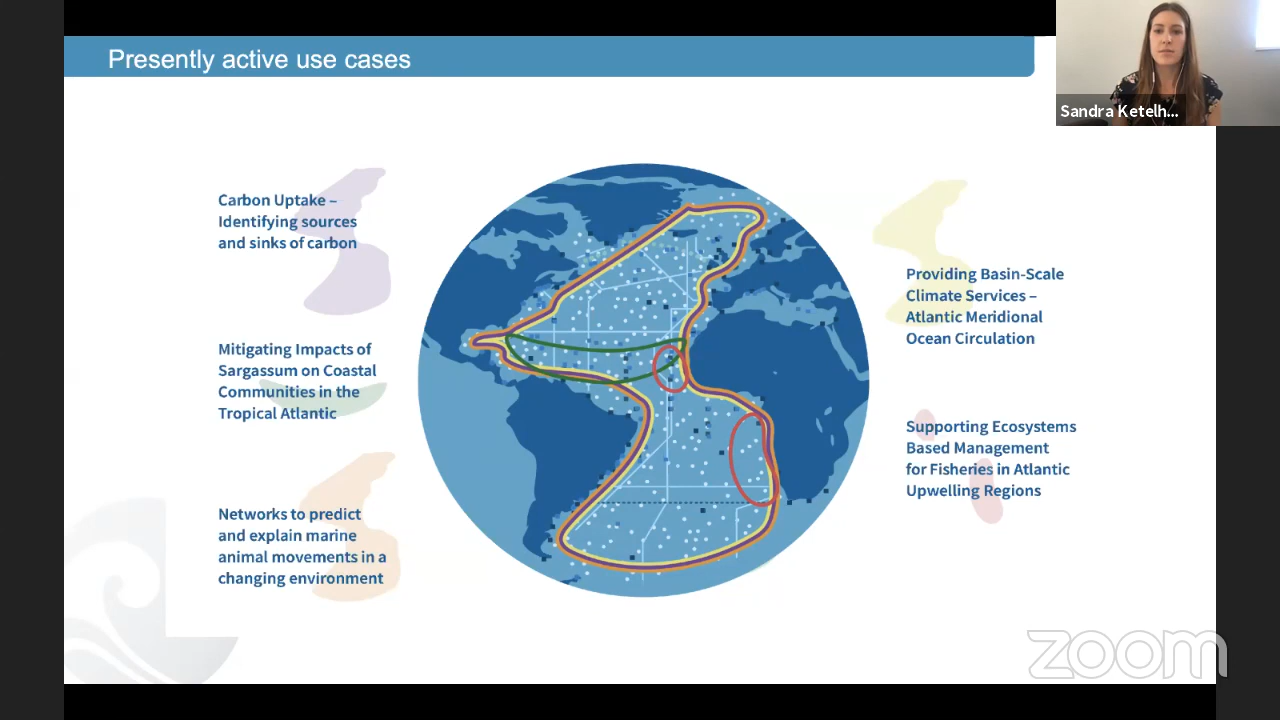 Presently active use cases
Sandra Ketelh...
Carbon Uptake –
Identifying sources
and sinks of carbon
Mitigating Impacts of
Sargassum on Coastal
Communities in the
Tropical Atlantic
Networks to predict
and explain marine
animal movements in a
changing environment
Providing Basin-Scale
Climate Services –
Atlantic Meridional
Ocean Circulation
Supporting Ecosystems
Based Management
for Fisheries in Atlantic
Upwelling Regions
zoom